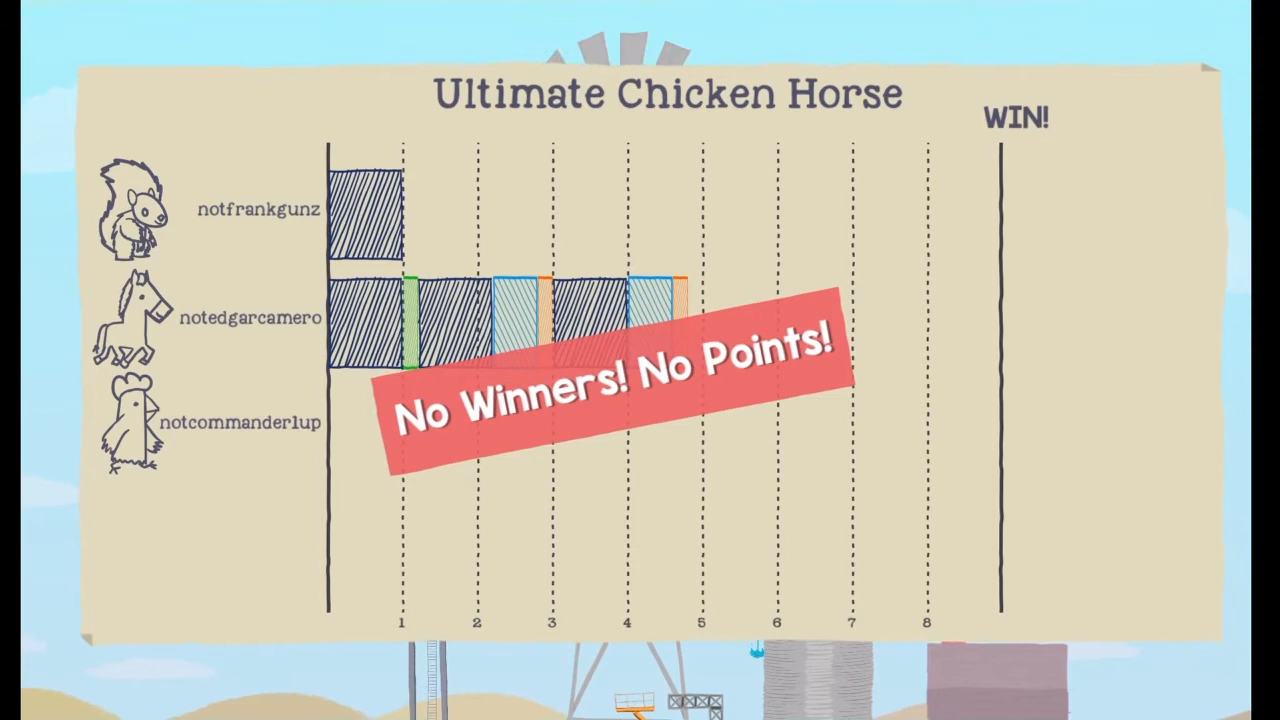 Ultimate Chicken Horse
WIN!
notfrankgunz
notedgarcamero
notcommander1up
No Winners! No Points!
1 2 3 4 5 6 7 8